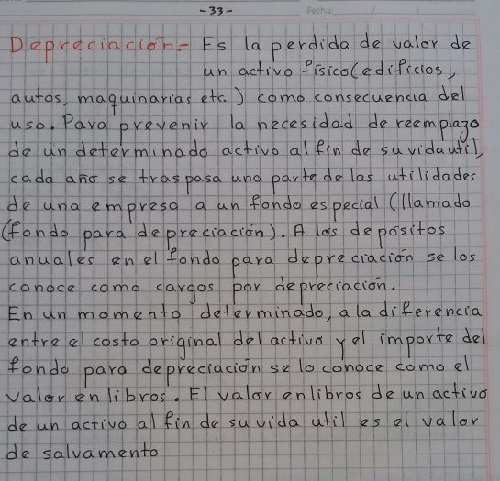 -33-
Fecha:
Depreciación.- Es la perdida de valor de
un activo físico (edificios,
autos, maquinarias etc.) como consecuencia del
uso. Para prevenir la necesidad de reemplazo
de un determinado activo al fin de su vida util,
cada año se traspasa una parte de las utilidades
de una empresa a un fondo especial (llamado
(fondo para depreciación). A los depósitos
anuales en el fondo para depreciación se los
conoce como cargos por depreciación.
En un momento determinado, a la diferencia
entre el costo original del activo y el importe del
fondo para depreciación se lo conoce como el
valor en libros. El valor en libros de un activo
de un activo al fin de su vida util es el valor
de salvamento